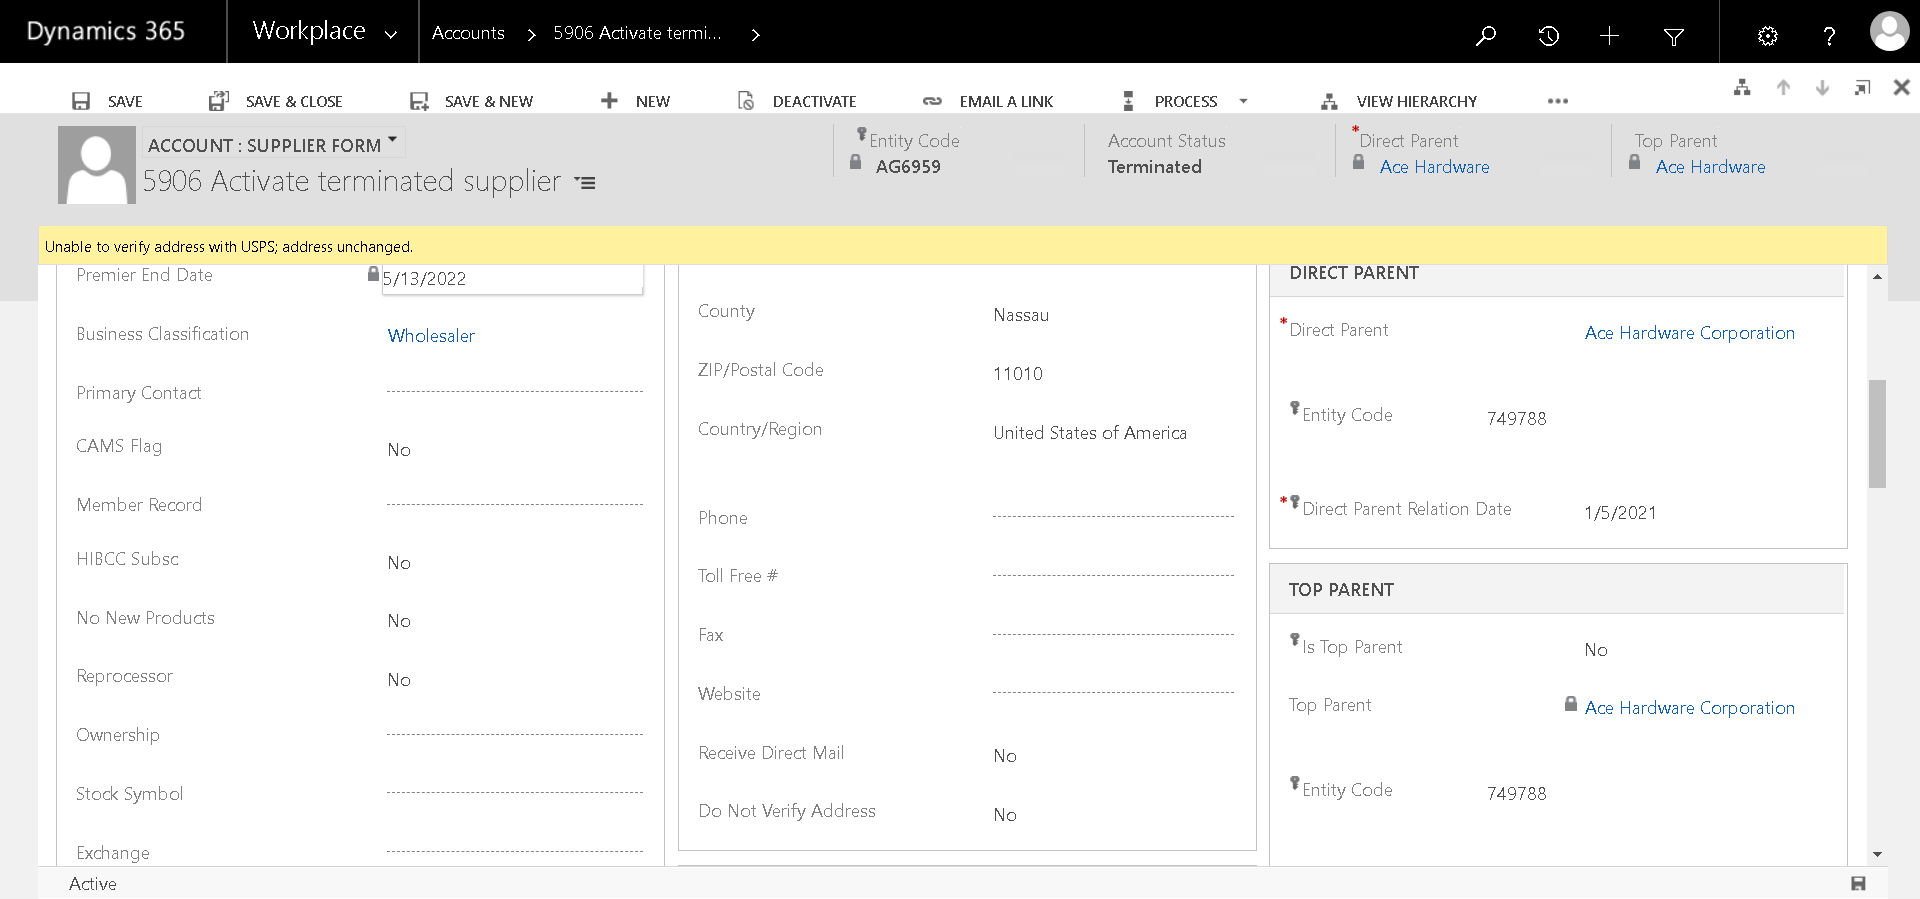 Dynamics 365
Workplace
Accounts
5906 Activate termi...
SAVE
SAVE & CLOSE
SAVE & NEW
NEW
DEACTIVATE
EMAIL A LINK
PROCESS
VIEW HIERARCHY
ACCOUNT : SUPPLIER FORM
5906 Activate terminated supplier
Entity Code
AG6959
Account Status
Terminated
*Direct Parent
Ace Hardware
Top Parent
Ace Hardware
Unable to verify address with USPS; address unchanged.
Premier End Date
5/13/2022
Business Classification
Wholesaler
Primary Contact
CAMS Flag
No
Member Record
HIBCC Subsc
No
No New Products
No
Reprocessor
No
Ownership
Stock Symbol
Exchange
County
Nassau
ZIP/Postal Code
11010
Country/Region
United States of America
Phone
Toll Free #
Fax
Website
Receive Direct Mail
No
Do Not Verify Address
No
DIRECT PARENT
*Direct Parent
Ace Hardware Corporation
Entity Code
749788
*Direct Parent Relation Date
1/5/2021
TOP PARENT
Is Top Parent
No
Top Parent
Ace Hardware Corporation
Entity Code
749788
Active